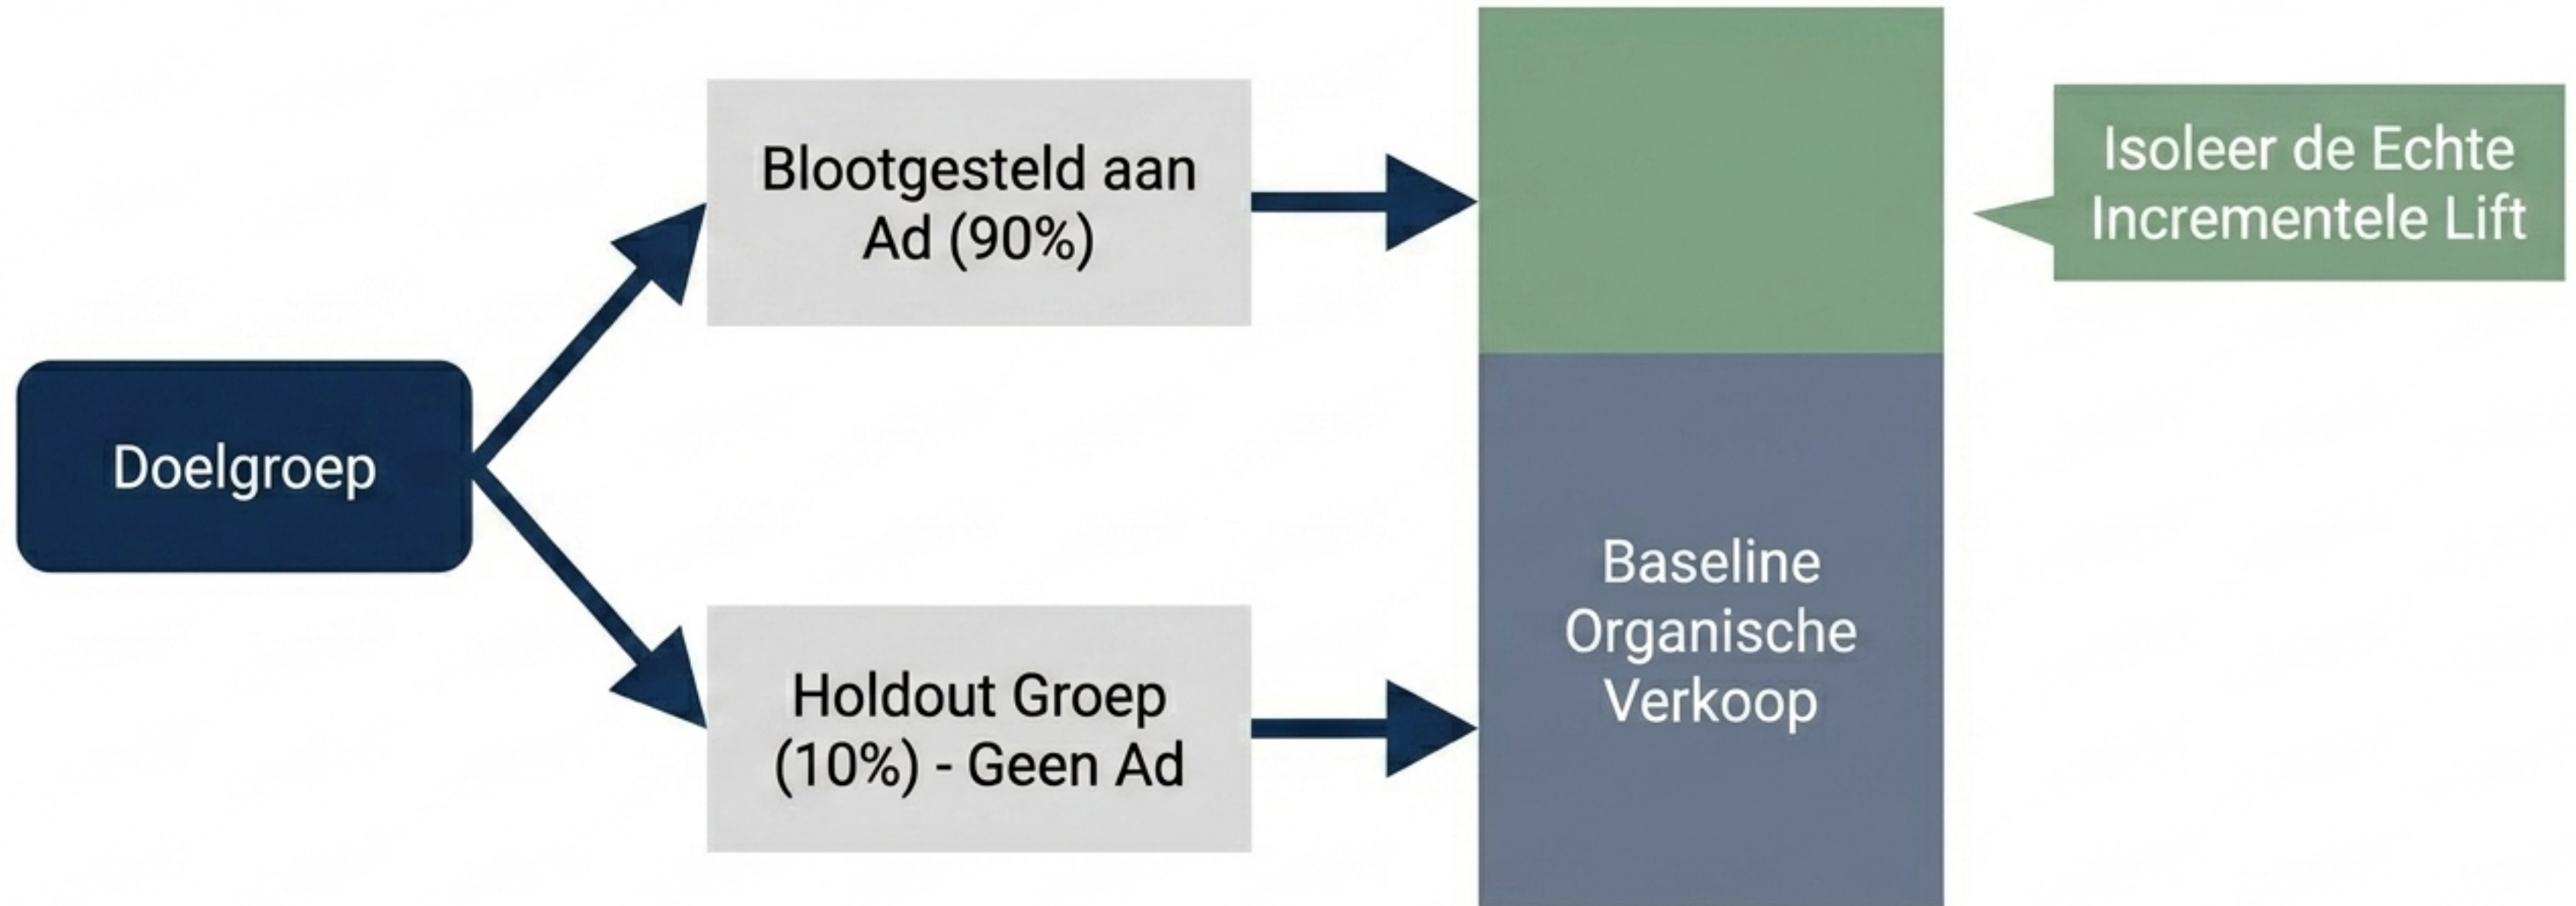 Doelgroep
Blootgesteld aan
Ad (90%)
Holdout Groep
(10%) - Geen Ad
Baseline
Organische
Verkoop
Isoleer de Echte
Incrementele Lift